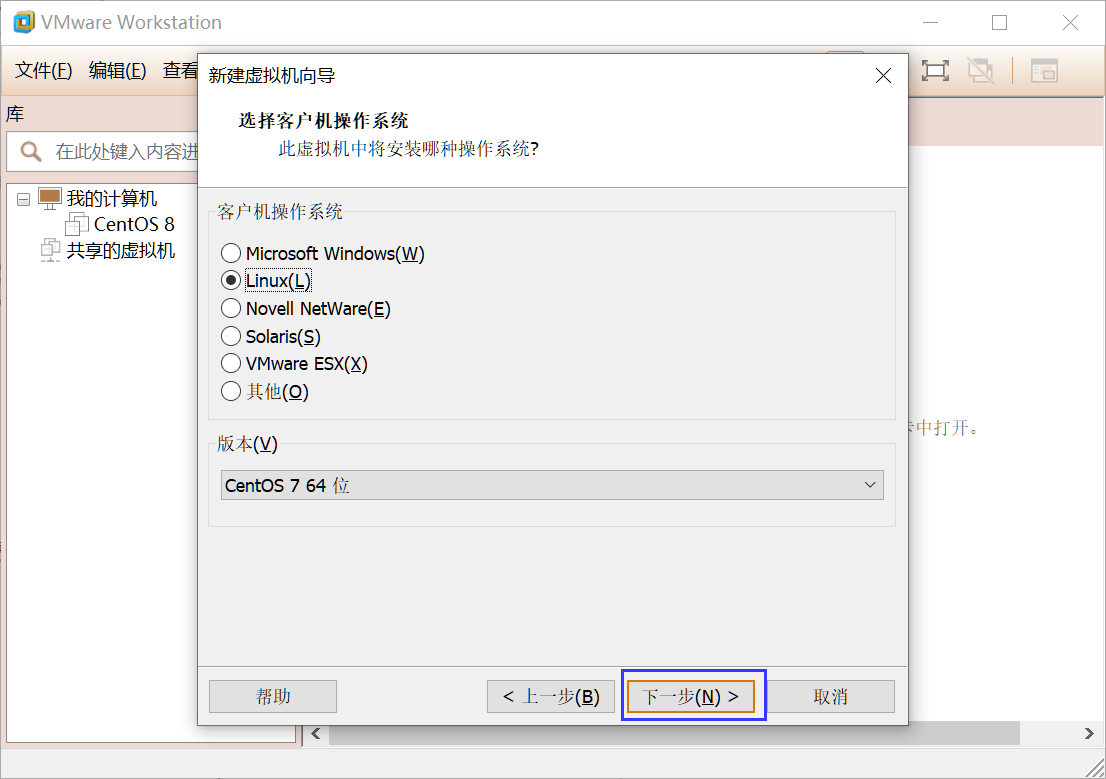 VMware Workstation
文件(F) 编辑(E) 查看
新建虚拟机向导
库
选择客户机操作系统
此虚拟机中将安装哪种操作系统?
在此处键入内容进
我的计算机
CentOS 8
共享的虚拟机
客户机操作系统
Microsoft Windows(W)
Linux(L)
Novell NetWare(E)
Solaris(S)
VMware ESX(X)
其他(O)
中打开。
版本(V)
CentOS 7 64 位
帮助
< 上一步(B)
下一步(N) >
取消